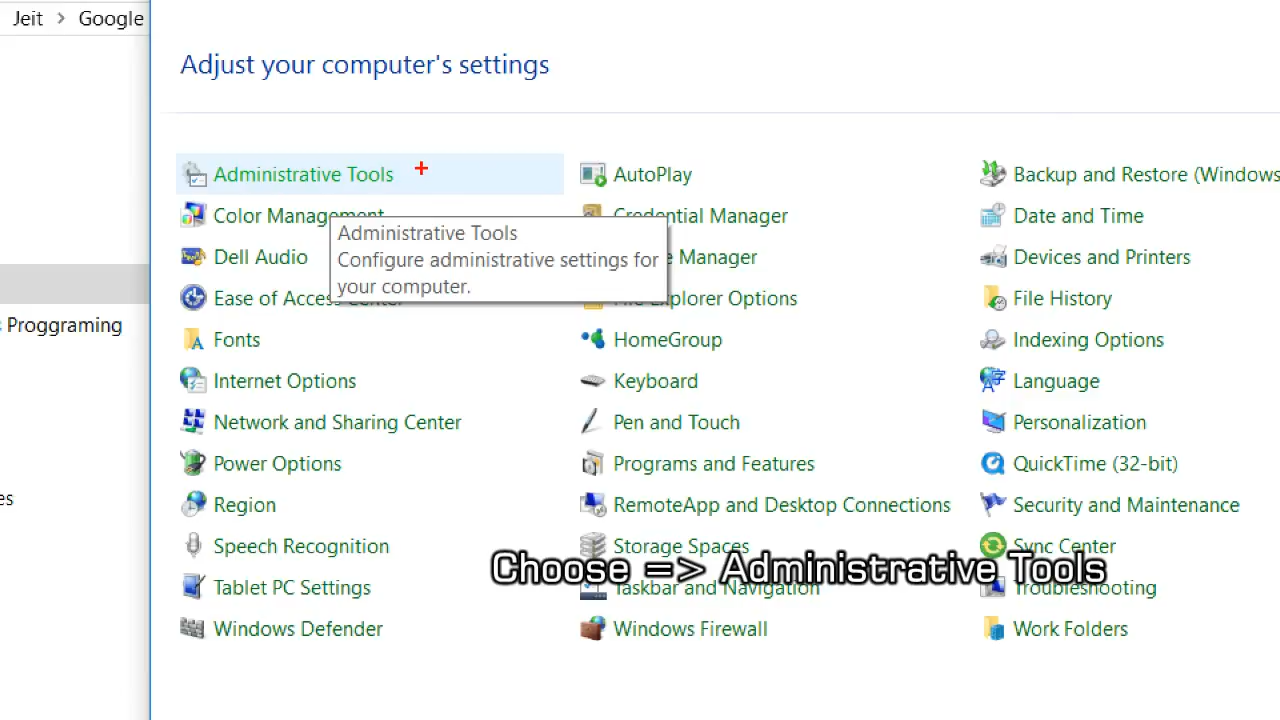 Jeit > Google
Adjust your computer's settings
Administrative Tools
AutoPlay
Backup and Restore (Windows
Color Management
Credential Manager
Date and Time
Administrative Tools
Configure administrative settings for
your computer.
Dell Audio
Manager
Devices and Printers
Ease of Access Center
File Explorer Options
File History
Proggraming
Fonts
HomeGroup
Indexing Options
Internet Options
Keyboard
Language
Network and Sharing Center
Pen and Touch
Personalization
Power Options
Programs and Features
QuickTime (32-bit)
es
Region
RemoteApp and Desktop Connections
Security and Maintenance
Speech Recognition
Storage Spaces
Sync Center
Choose => Administrative Tools
Tablet PC Settings
Taskbar and Navigation
Troubleshooting
Windows Defender
Windows Firewall
Work Folders